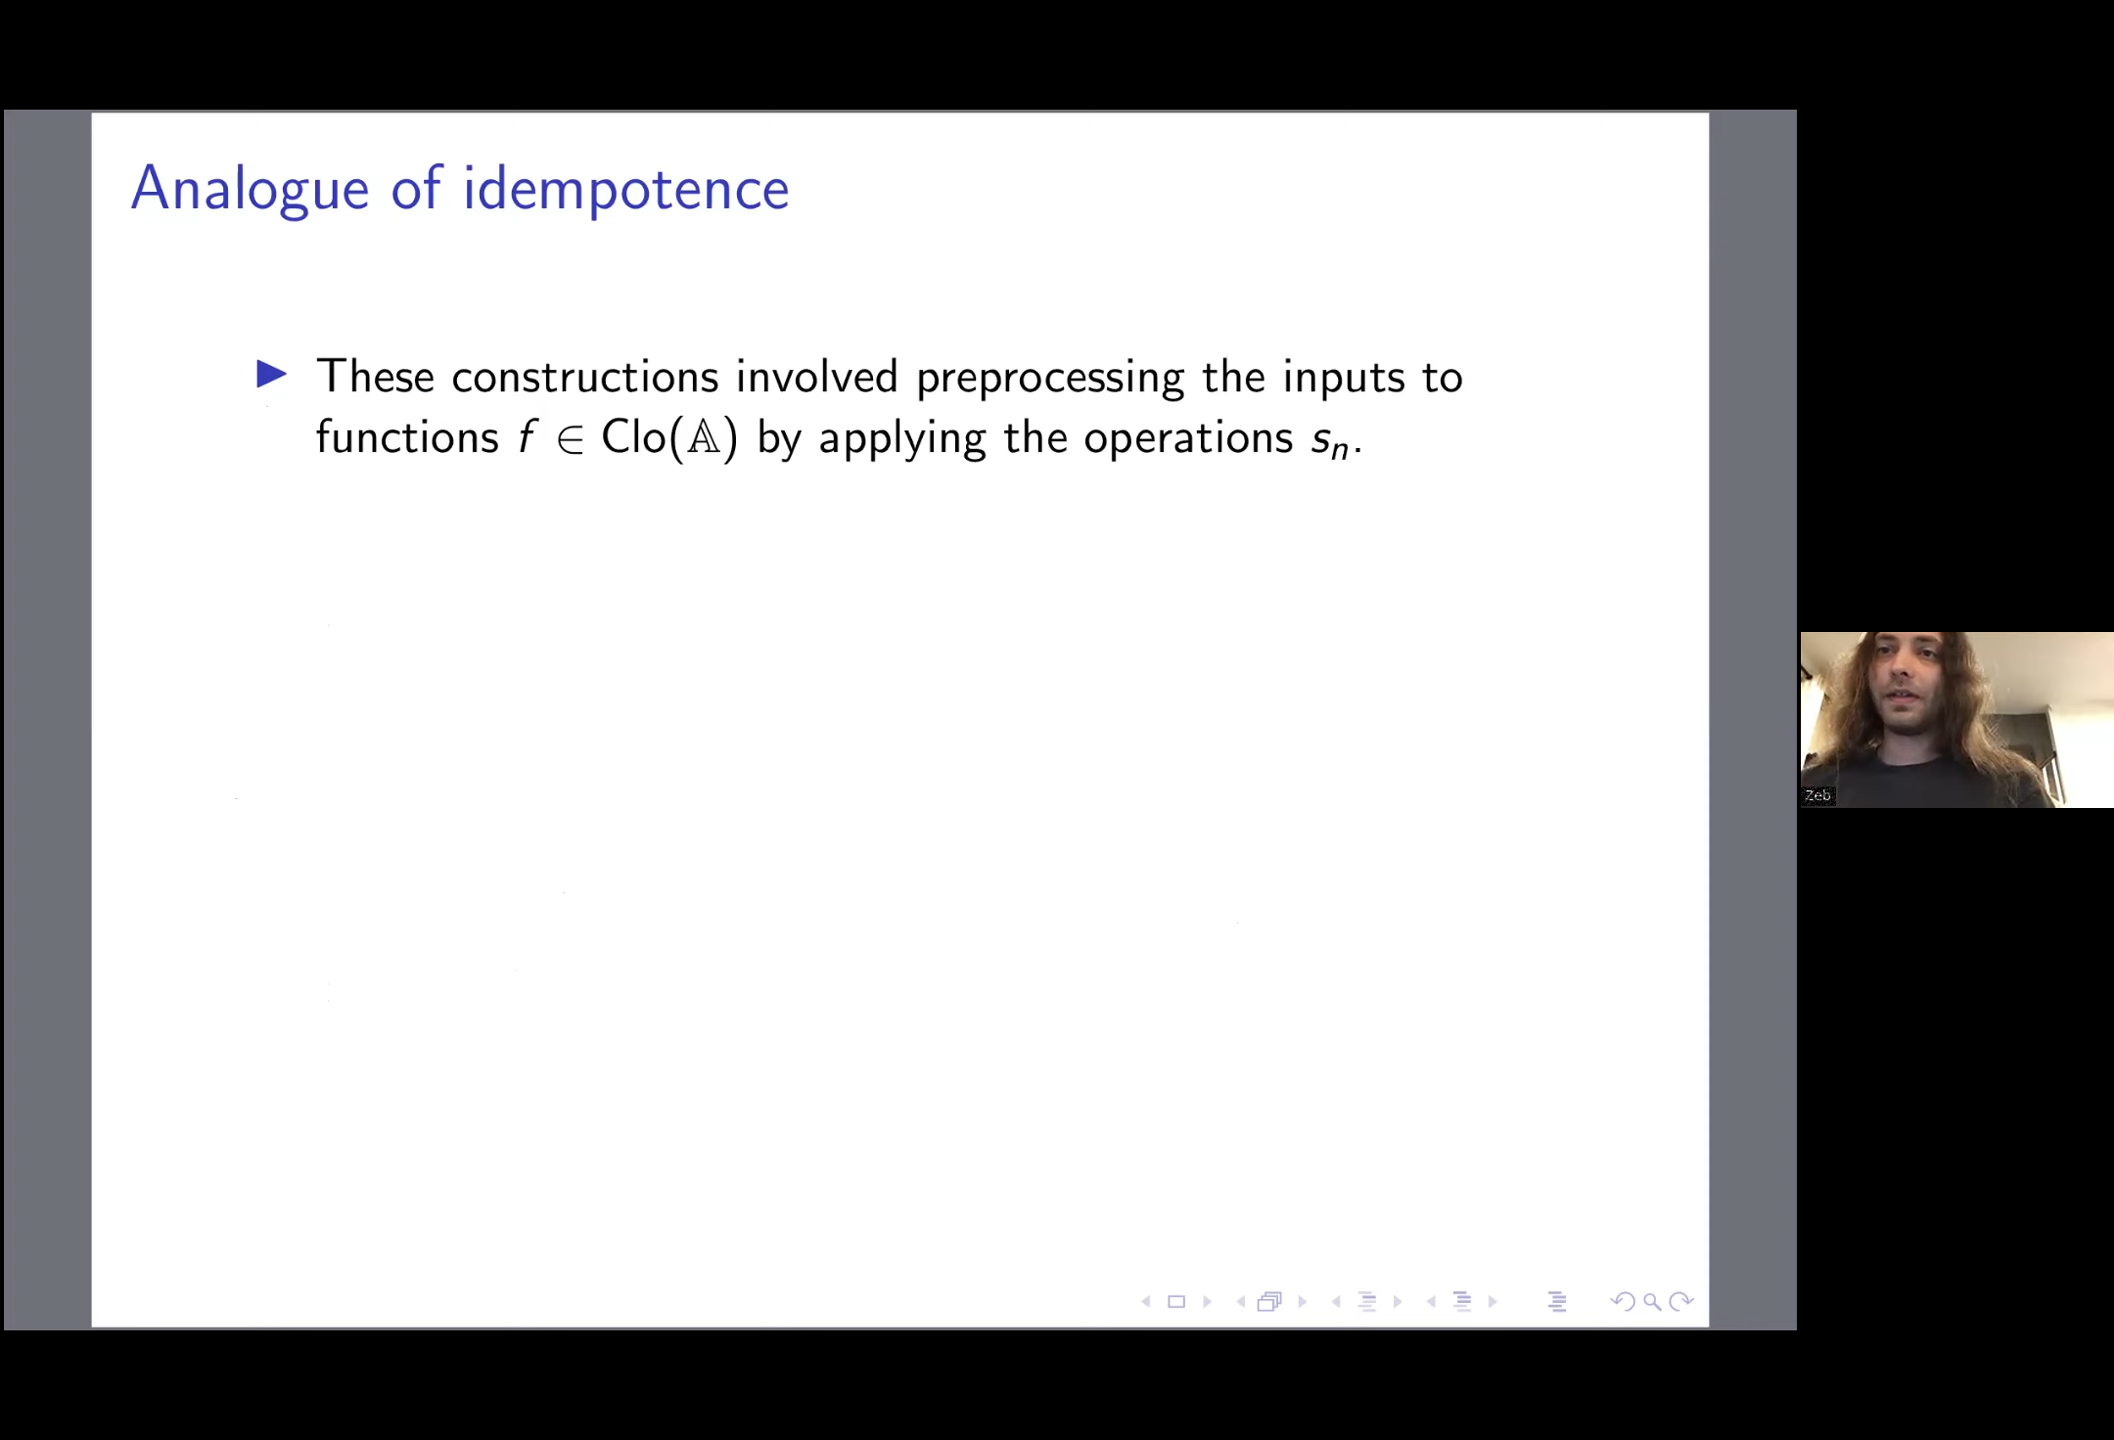 Analogue of idempotence
▶ These constructions involved preprocessing the inputs to
functions f ∈ Clo(𝔸) by applying the operations sₙ.
Zeb